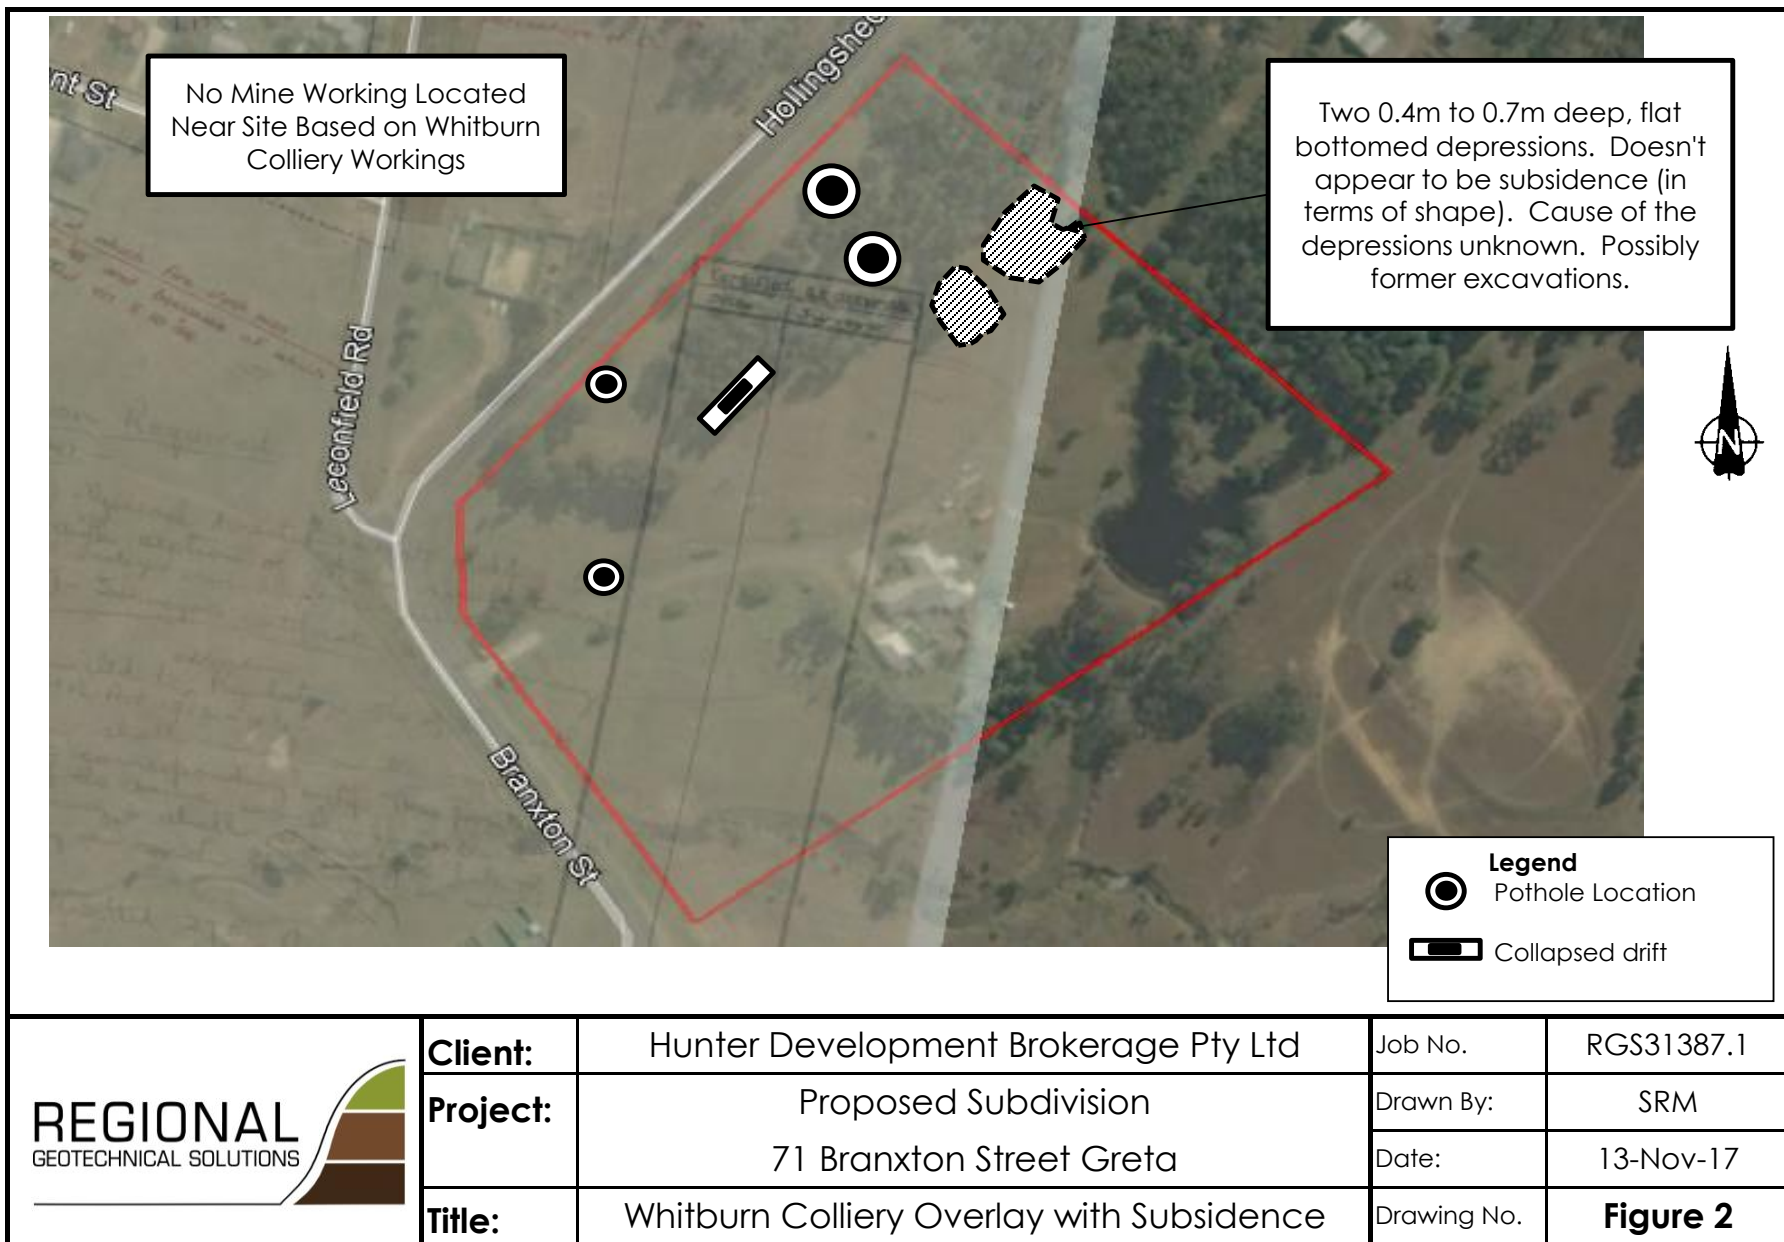 No Mine Working Located
Near Site Based on Whitburn
Colliery Workings
Two 0.4m to 0.7m deep, flat
bottomed depressions. Doesn't
appear to be subsidence (in
terms of shape). Cause of the
depressions unknown. Possibly
former excavations.
nt St
Hollingshed
Leconfield Rd
Branxton St
N
Legend
Pothole Location
Collapsed drift
REGIONAL
GEOTECHNICAL SOLUTIONS
Client: Hunter Development Brokerage Pty Ltd Job No. RGS31387.1
Project: Proposed Subdivision Drawn By: SRM
71 Branxton Street Greta Date: 13-Nov-17
Title: Whitburn Colliery Overlay with Subsidence Drawing No. Figure 2